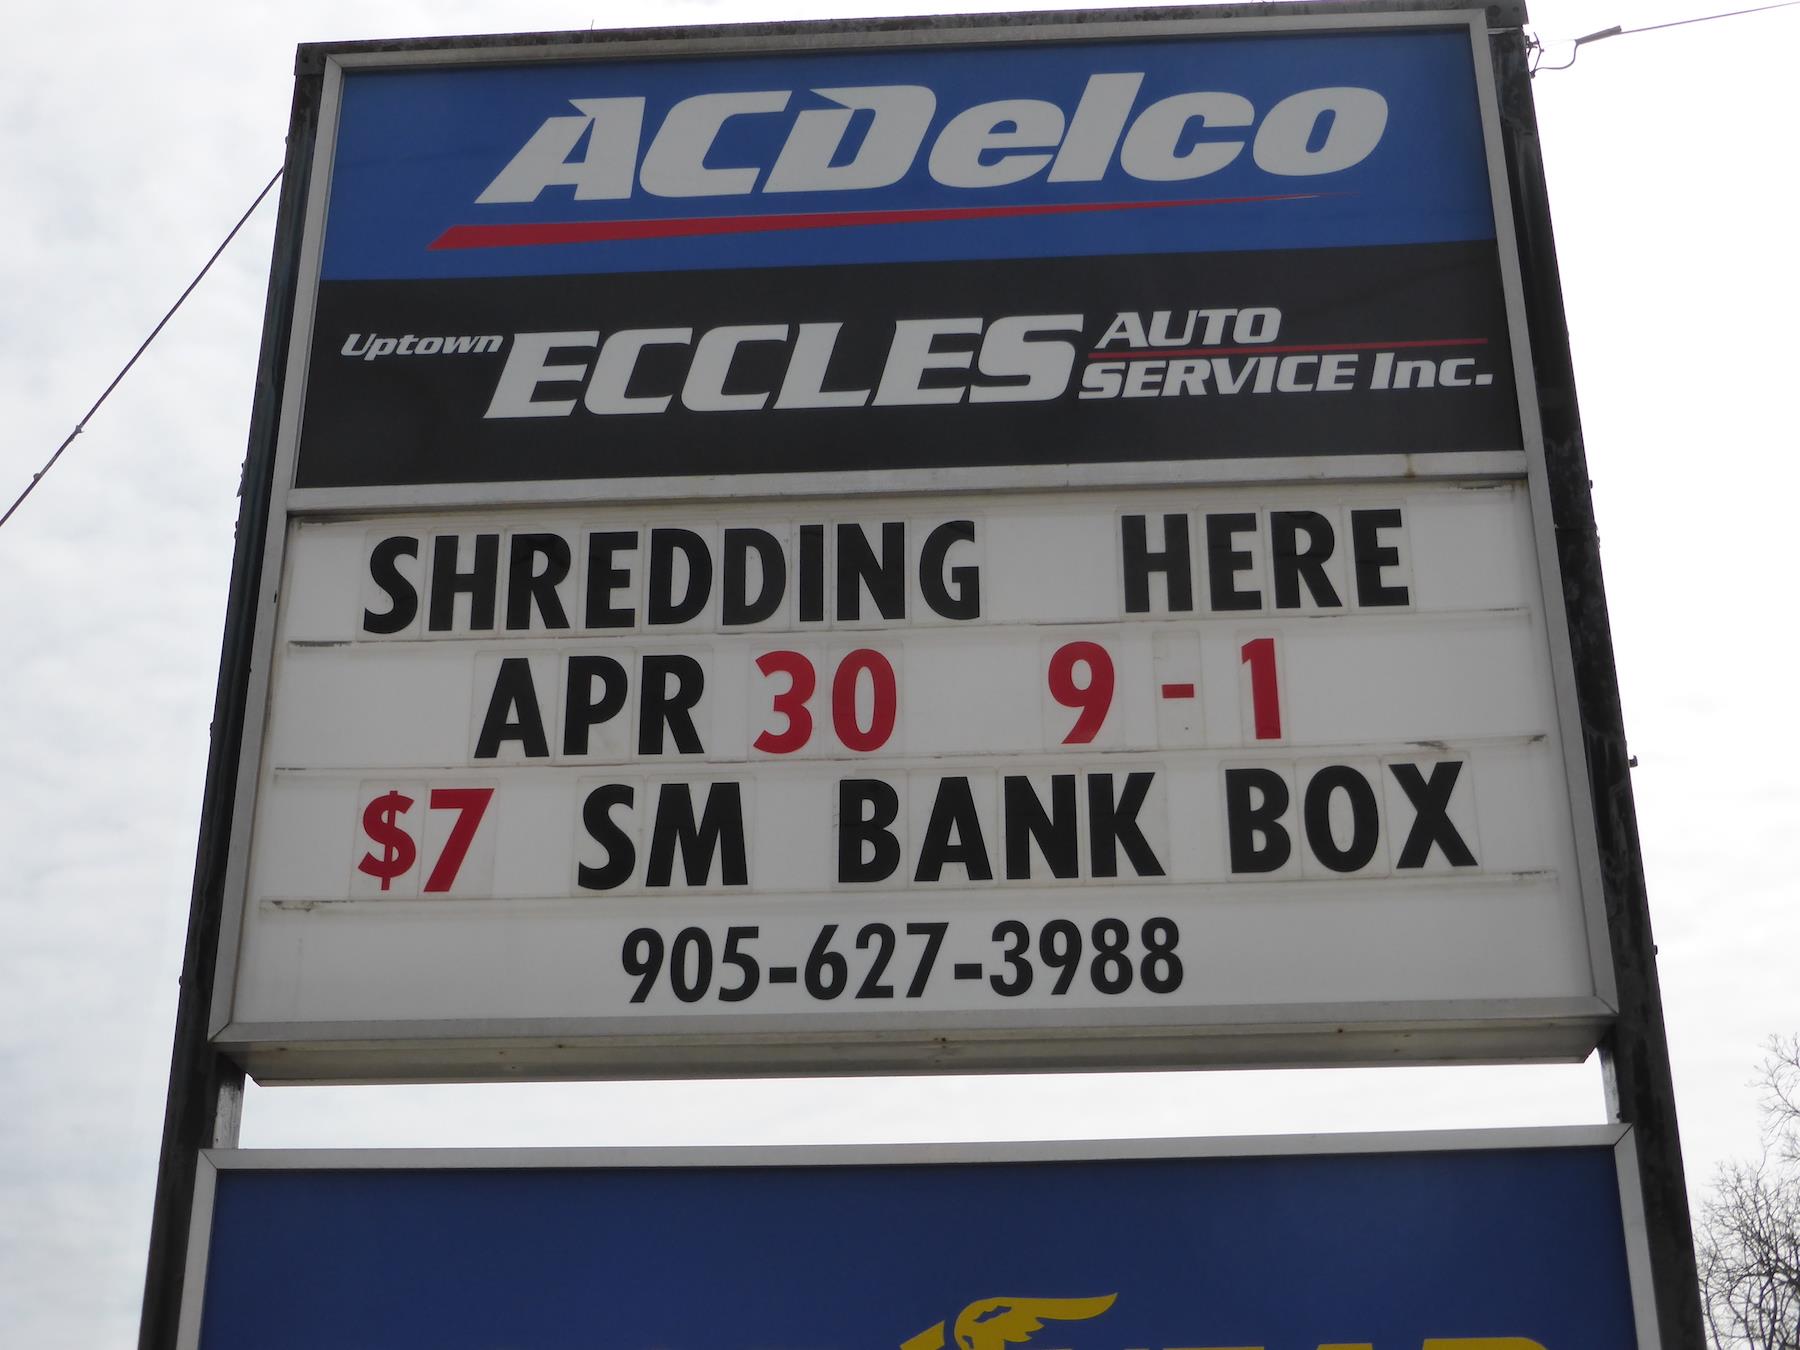 ACDelco
Uptown ECCLES AUTO SERVICE Inc.
SHREDDING HERE
APR 30 9-1
$7 SM BANK BOX
905-627-3988